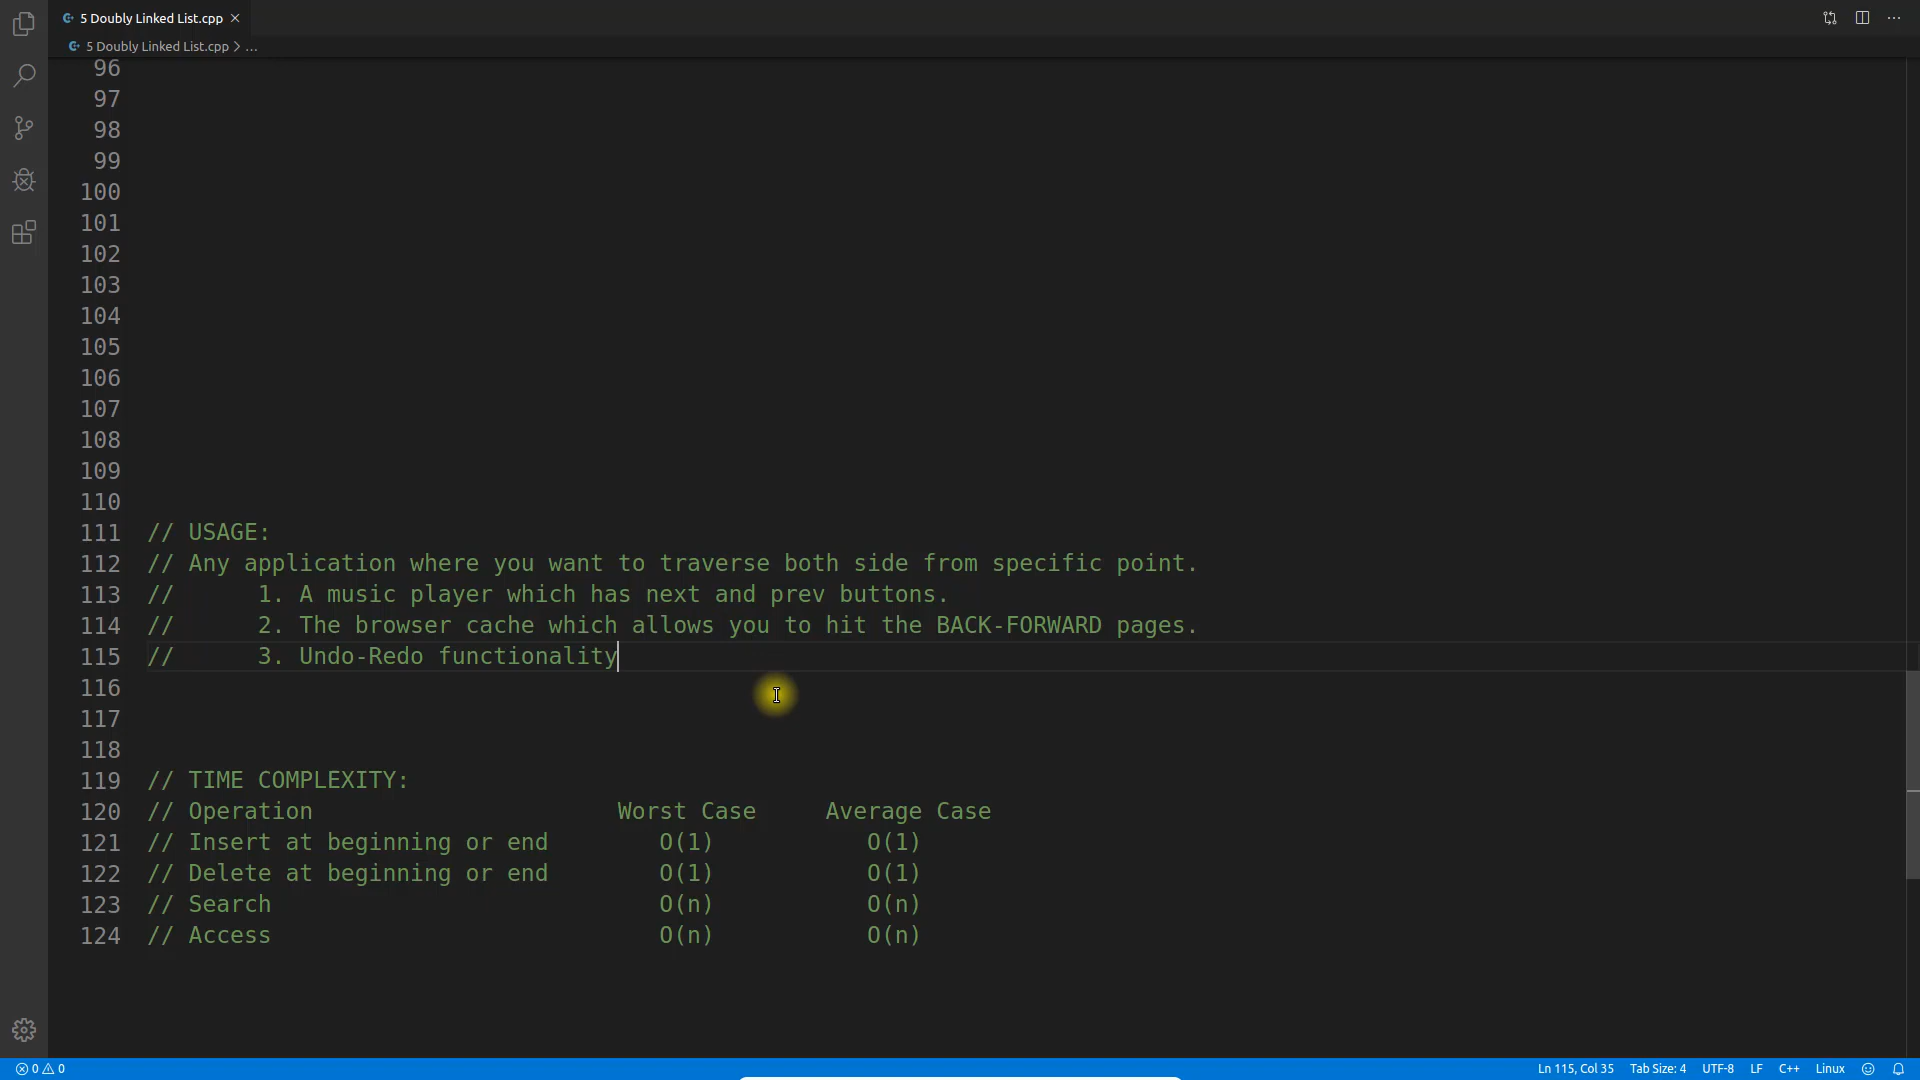 5 Doubly Linked List.cpp
5 Doubly Linked List.cpp > ...
96
97
98
99
100
101
102
103
104
105
106
107
108
109
110
111 // USAGE:
112 // Any application where you want to traverse both side from specific point.
113 //      1. A music player which has next and prev buttons.
114 //      2. The browser cache which allows you to hit the BACK-FORWARD pages.
115 //      3. Undo-Redo functionality
116
117
118
119 // TIME COMPLEXITY:
120 // Operation                      Worst Case     Average Case
121 // Insert at beginning or end        O(1)           O(1)
122 // Delete at beginning or end        O(1)           O(1)
123 // Search                            O(n)           O(n)
124 // Access                            O(n)           O(n)
0 0 Ln 115, Col 35 Tab Size: 4 UTF-8 LF C++ Linux